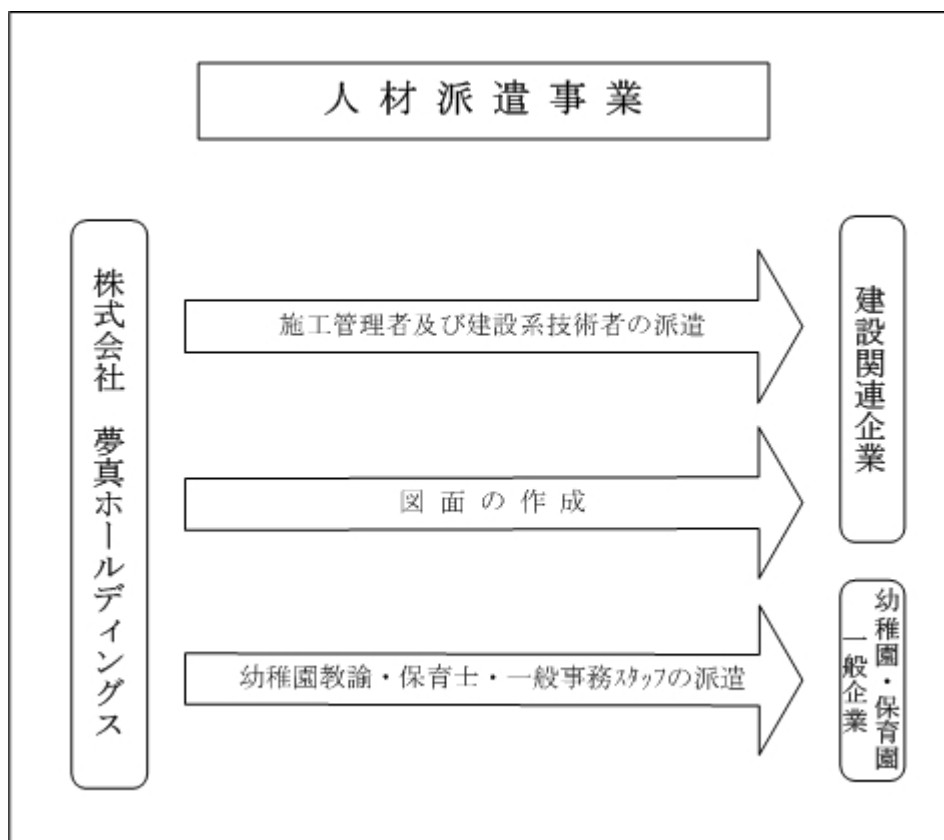 人材派遣事業
株式会社 夢真ホールディングス
施工管理者及び建設系技術者の派遣
図面の作成
幼稚園教諭・保育士・一般事務スタッフの派遣
建設関連企業
幼稚園・保育園
一般企業